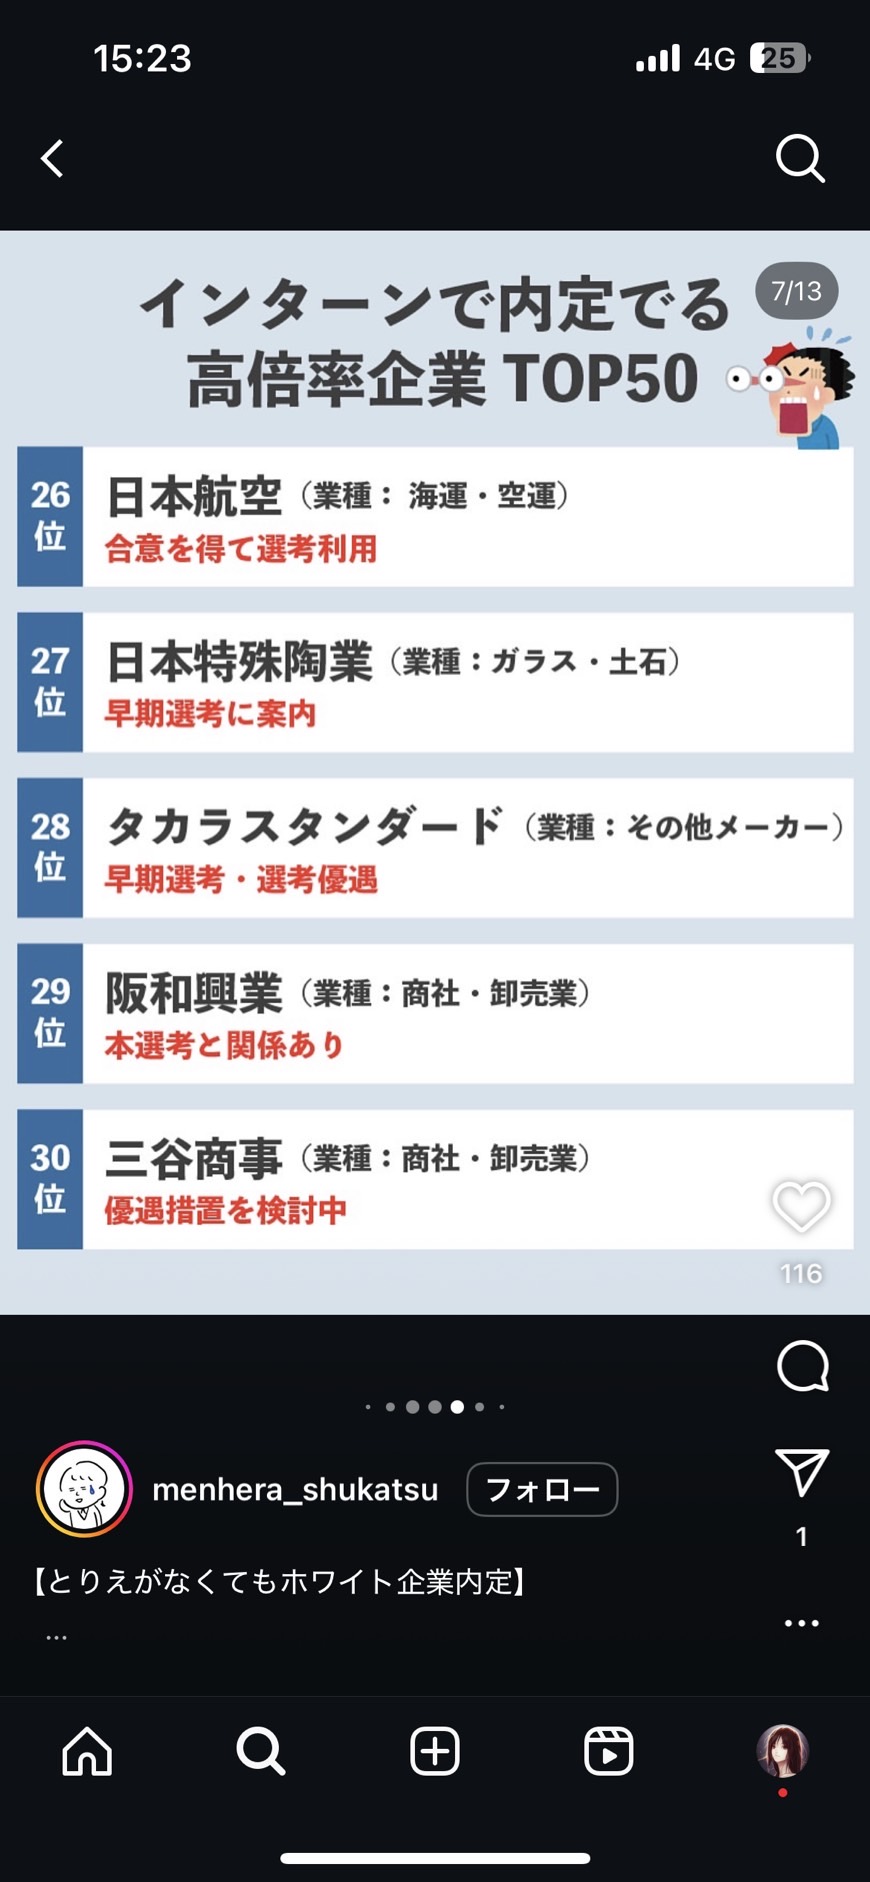 15:23
4G 25
インターンで内定でる
7/13
高倍率企業 TOP50
26位
日本航空（業種： 海運・空運）
合意を得て選考利用
27位
日本特殊陶業（業種：ガラス・土石）
早期選考に案内
28位
タカラスタンダード（業種：その他メーカー）
早期選考・選考優遇
29位
阪和興業（業種：商社・卸売業）
本選考と関係あり
30位
三谷商事（業種：商社・卸売業）
優遇措置を検討中
116
menhera_shukatsu
フォロー
1
【とりえがなくてもホワイト企業内定】
...